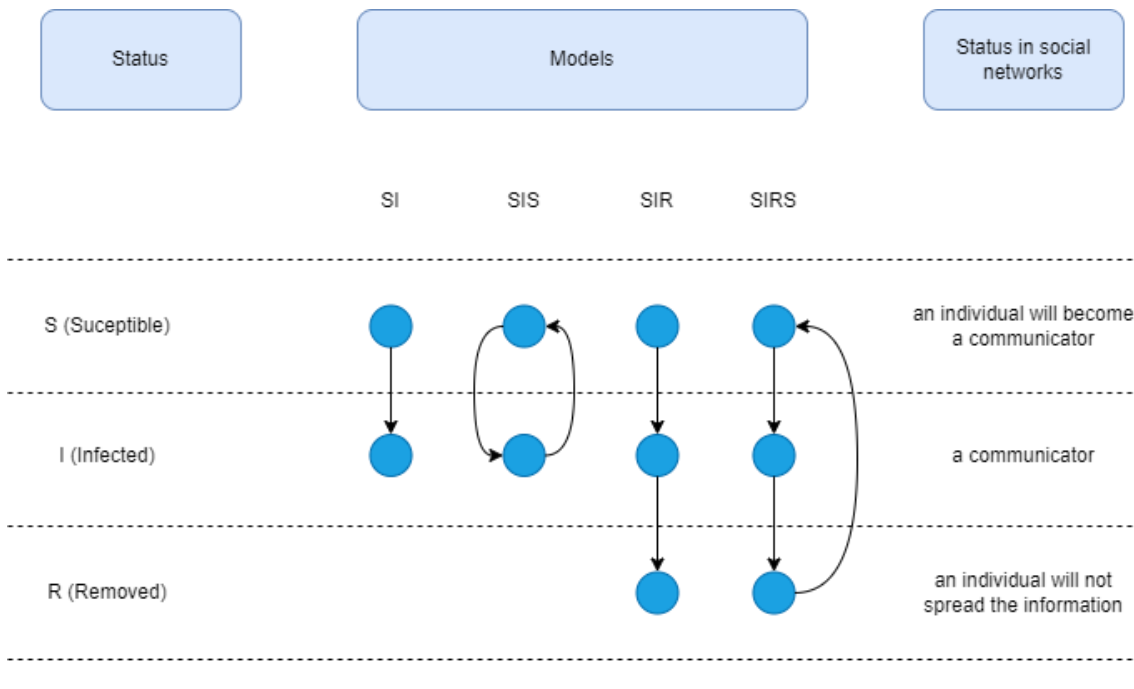 Status
Models
Status in social
networks
SI
SIS
SIR
SIRS
S (Suceptible)
an individual will become
a communicator
I (Infected)
a communicator
R (Removed)
an individual will not
spread the information